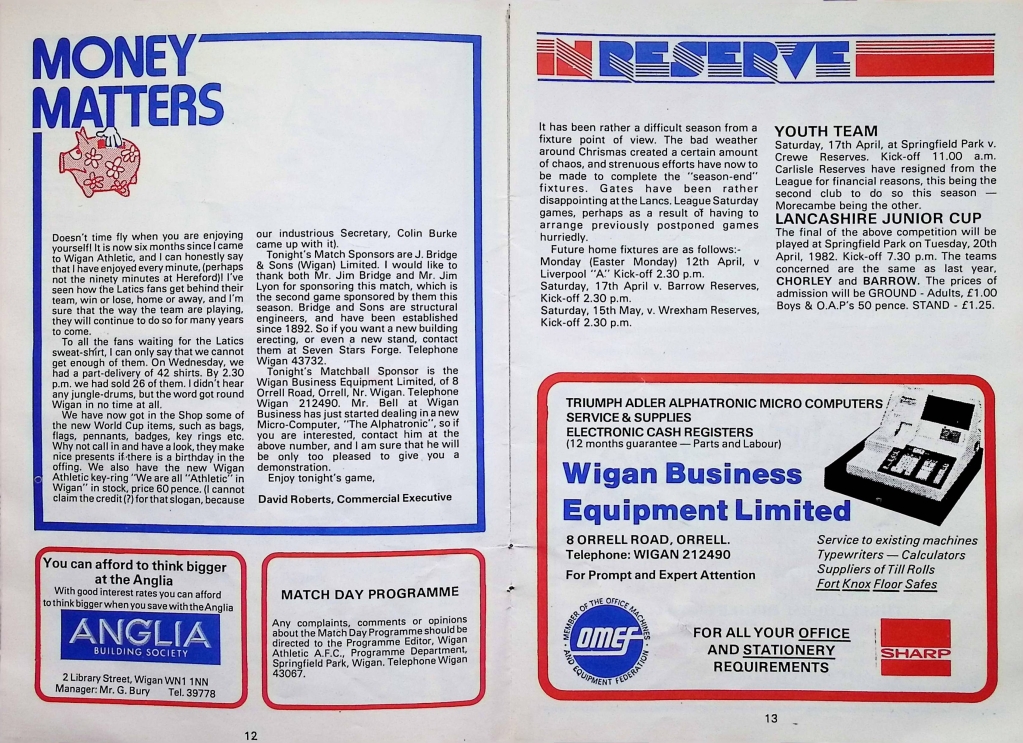 MONEY
MATTERS
Doesn't time fly when you are enjoying
yourself! It is now six months since I came
to Wigan Athletic, and I can honestly say
that I have enjoyed every minute, (perhaps
not the ninety minutes at Hereford)! I've
seen how the Latics fans get behind their
team, win or lose, home or away, and I'm
sure that the way the team are playing,
they will continue to do so for many years
to come.
To all the fans waiting for the Latics
sweat-shirt, I can only say that we cannot
get enough of them. On Wednesday, we
had a part-delivery of 42 shirts. By 2.30
p.m. we had sold 26 of them. I didn't hear
any jungle-drums, but the word got round
Wigan in no time at all.
We have now got in the Shop some of
the new World Cup items, such as bags,
flags, pennants, badges, key rings etc.
Why not call in and have a look, they make
nice presents if there is a birthday in the
offing. We also have the new Wigan
Athletic key-ring "We are all "Athletic" in
Wigan" in stock, price 60 pence. (I cannot
claim the credit (?) for that slogan, because
our industrious Secretary, Colin Burke
came up with it).
Tonight's Match Sponsors are J. Bridge
& Sons (Wigan) Limited. I would like to
thank both Mr. Jim Bridge and Mr. Jim
Lyon for sponsoring this match, which is
the second game sponsored by them this
season. Bridge and Sons are structural
engineers, and have been established
since 1892. So if you want a new building
erecting, or even a new stand, contact
them at Seven Stars Forge. Telephone
Wigan 43732.
Tonight's Matchball Sponsor is the
Wigan Business Equipment Limited, of 8
Orrell Road, Orrell, Nr. Wigan. Telephone
Wigan 212490. Mr. Bell at Wigan
Business has just started dealing in a new
Micro-Computer, "The Alphatronic", so if
you are interested, contact him at the
above number, and I am sure that he will
be only too pleased to give you a
demonstration.
Enjoy tonight's game,
David Roberts, Commercial Executive
You can afford to think bigger
at the Anglia
With good interest rates you can afford
to think bigger when you save with the Anglia
ANGLIA
BUILDING SOCIETY
2 Library Street, Wigan WN1 1NN
Manager: Mr. G. Bury Tel. 39778
MATCH DAY PROGRAMME
Any complaints, comments or opinions
about the Match Day Programme should be
directed to the Programme Editor, Wigan
Athletic A.F.C., Programme Department,
Springfield Park, Wigan. Telephone Wigan
43067.
12
IN RESERVE
It has been rather a difficult season from a
fixture point of view. The bad weather
around Chrismas created a certain amount
of chaos, and strenuous efforts have now to
be made to complete the "season-end"
fixtures. Gates have been rather
disappointing at the Lancs. League Saturday
games, perhaps as a result of having to
arrange previously postponed games
hurriedly.
Future home fixtures are as follows:-
Monday (Easter Monday) 12th April, v
Liverpool "A." Kick-off 2.30 p.m.
Saturday, 17th April v. Barrow Reserves,
Kick-off 2.30 p.m.
Saturday, 15th May, v. Wrexham Reserves,
Kick-off 2.30 p.m.
YOUTH TEAM
Saturday, 17th April, at Springfield Park v.
Crewe Reserves. Kick-off 11.00 a.m.
Carlisle Reserves have resigned from the
League for financial reasons, this being the
second club to do so this season —
Morecambe being the other.
LANCASHIRE JUNIOR CUP
The final of the above competition will be
played at Springfield Park on Tuesday, 20th
April, 1982. Kick-off 7.30 p.m. The teams
concerned are the same as last year,
CHORLEY and BARROW. The prices of
admission will be GROUND - Adults, £1.00
Boys & O.A.P's 50 pence. STAND - £1.25.
TRIUMPH ADLER ALPHATRONIC MICRO COMPUTERS
SERVICE & SUPPLIES
ELECTRONIC CASH REGISTERS
(12 months guarantee — Parts and Labour)
Wigan Business
Equipment Limited
8 ORRELL ROAD, ORRELL.
Telephone: WIGAN 212490
For Prompt and Expert Attention
Service to existing machines
Typewriters — Calculators
Suppliers of Till Rolls
Fort Knox Floor Safes
MEMBER OF THE OFFICE MACHINES
OMEF
AND EQUIPMENT FEDERATION
FOR ALL YOUR OFFICE
AND STATIONERY
REQUIREMENTS
SHARP
13